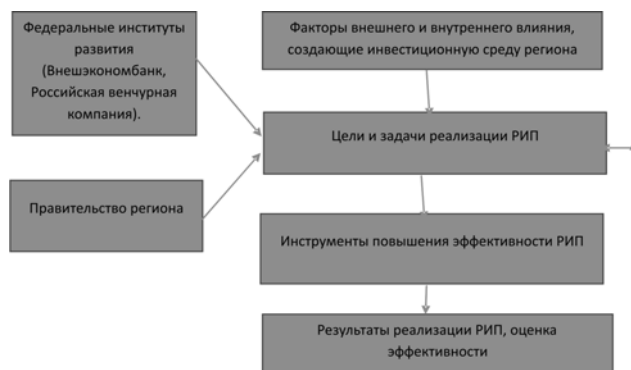 Федеральные институты
развития
(Внешэкономбанк,
Российская венчурная
компания).
Факторы внешнего и внутреннего влияния,
создающие инвестиционную среду региона
Цели и задачи реализации РИП
Правительство региона
Инструменты повышения эффективности РИП
Результаты реализации РИП, оценка
эффективности